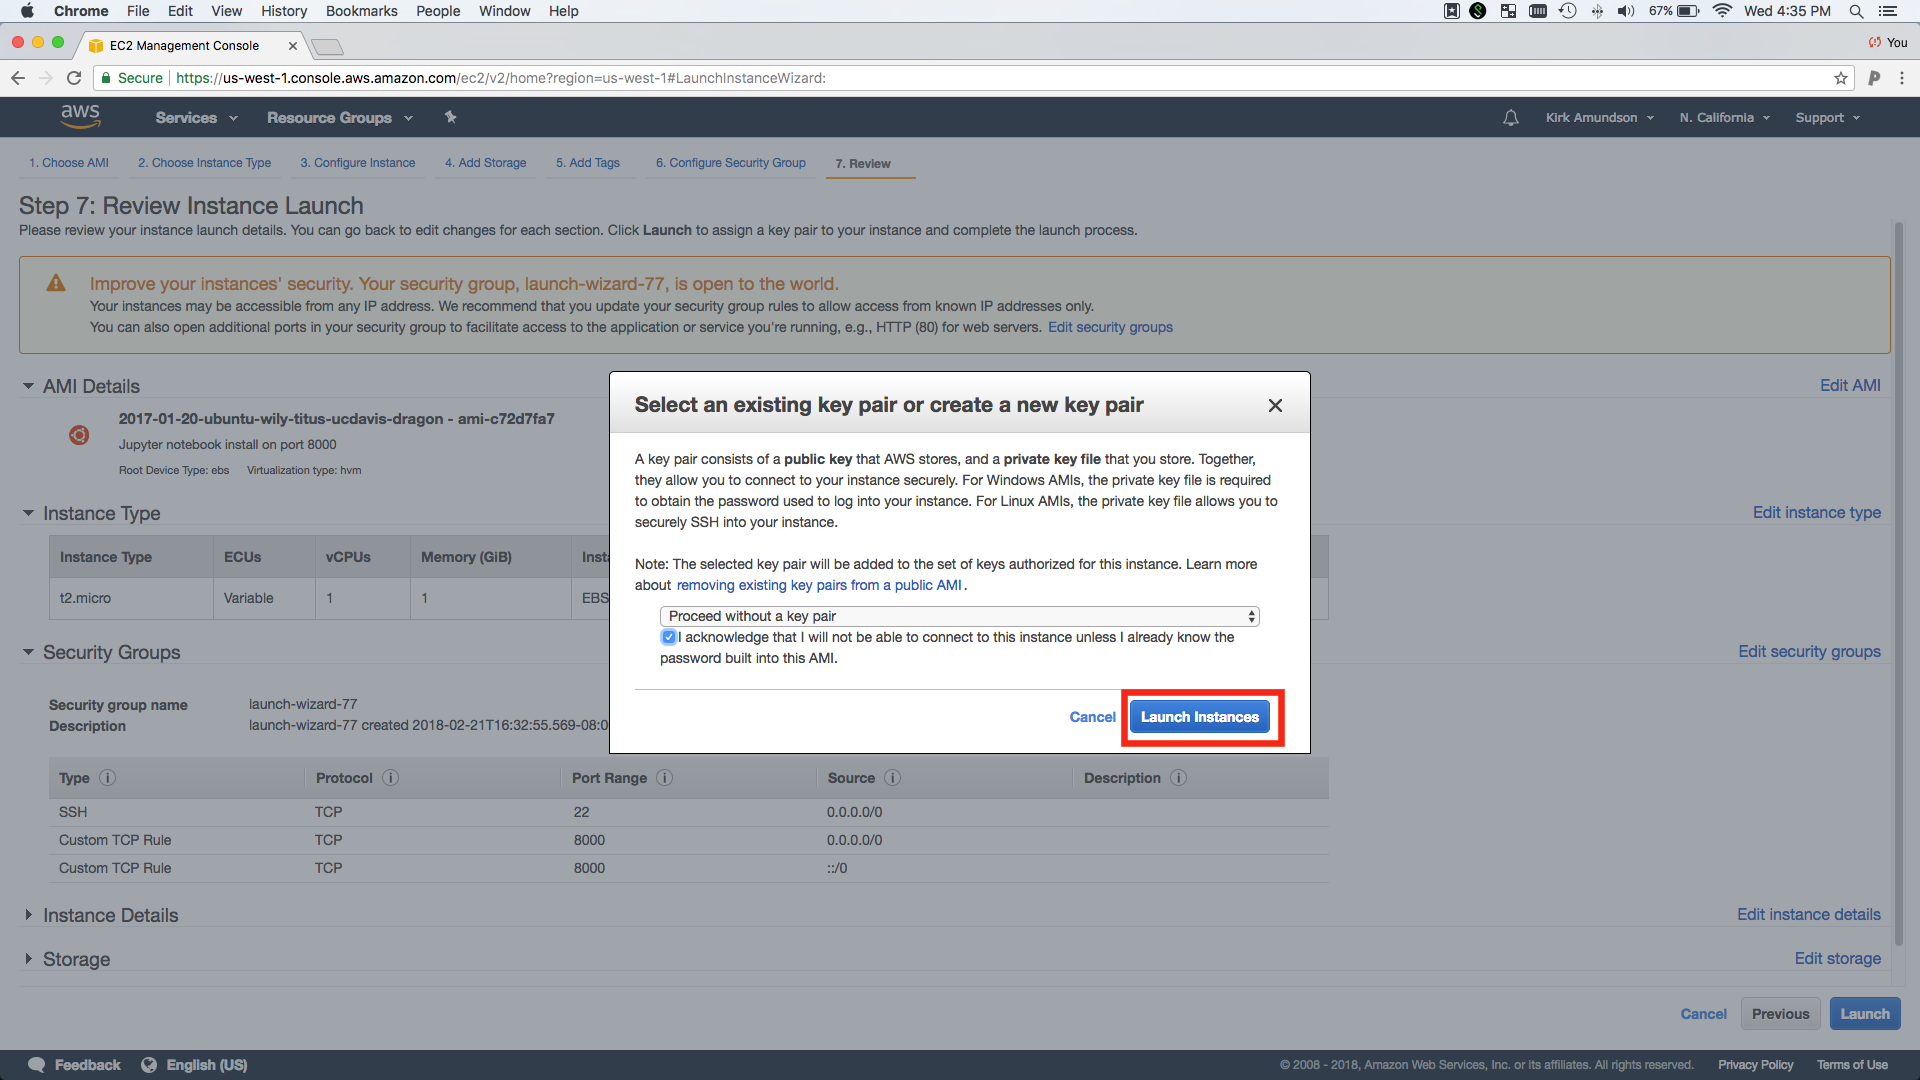 Chrome File Edit View History Bookmarks People Window Help 67% Wed 4:35 PM
EC2 Management Console You
Secure https://us-west-1.console.aws.amazon.com/ec2/v2/home?region=us-west-1#LaunchInstanceWizard:
aws Services Resource Groups Kirk Amundson N. California Support
1. Choose AMI 2. Choose Instance Type 3. Configure Instance 4. Add Storage 5. Add Tags 6. Configure Security Group 7. Review
Step 7: Review Instance Launch
Please review your instance launch details. You can go back to edit changes for each section. Click Launch to assign a key pair to your instance and complete the launch process.
Improve your instances' security. Your security group, launch-wizard-77, is open to the world.
Your instances may be accessible from any IP address. We recommend that you update your security group rules to allow access from known IP addresses only.
You can also open additional ports in your security group to facilitate access to the application or service you're running, e.g., HTTP (80) for web servers. Edit security groups
AMI Details Edit AMI
2017-01-20-ubuntu-wily-titus-ucdavis-dragon - ami-c72d7fa7
Jupyter notebook install on port 8000
Root Device Type: ebs Virtualization type: hvm
Instance Type Edit instance type
Instance Type ECUs vCPUs Memory (GiB) Inst
t2.micro Variable 1 1 EBS
Security Groups Edit security groups
Security group name launch-wizard-77
Description launch-wizard-77 created 2018-02-21T16:32:55.569-08:0
Select an existing key pair or create a new key pair
A key pair consists of a public key that AWS stores, and a private key file that you store. Together,
they allow you to connect to your instance securely. For Windows AMIs, the private key file is required
to obtain the password used to log into your instance. For Linux AMIs, the private key file allows you to
securely SSH into your instance.
Note: The selected key pair will be added to the set of keys authorized for this instance. Learn more
about removing existing key pairs from a public AMI.
Proceed without a key pair
I acknowledge that I will not be able to connect to this instance unless I already know the
password built into this AMI.
Cancel Launch Instances
Type Protocol Port Range Source Description
SSH TCP 22 0.0.0.0/0
Custom TCP Rule TCP 8000 0.0.0.0/0
Custom TCP Rule TCP 8000 ::/0
Instance Details Edit instance details
Storage Edit storage
Cancel Previous Launch
Feedback English (US) © 2008 - 2018, Amazon Web Services, Inc. or its affiliates. All rights reserved. Privacy Policy Terms of Use